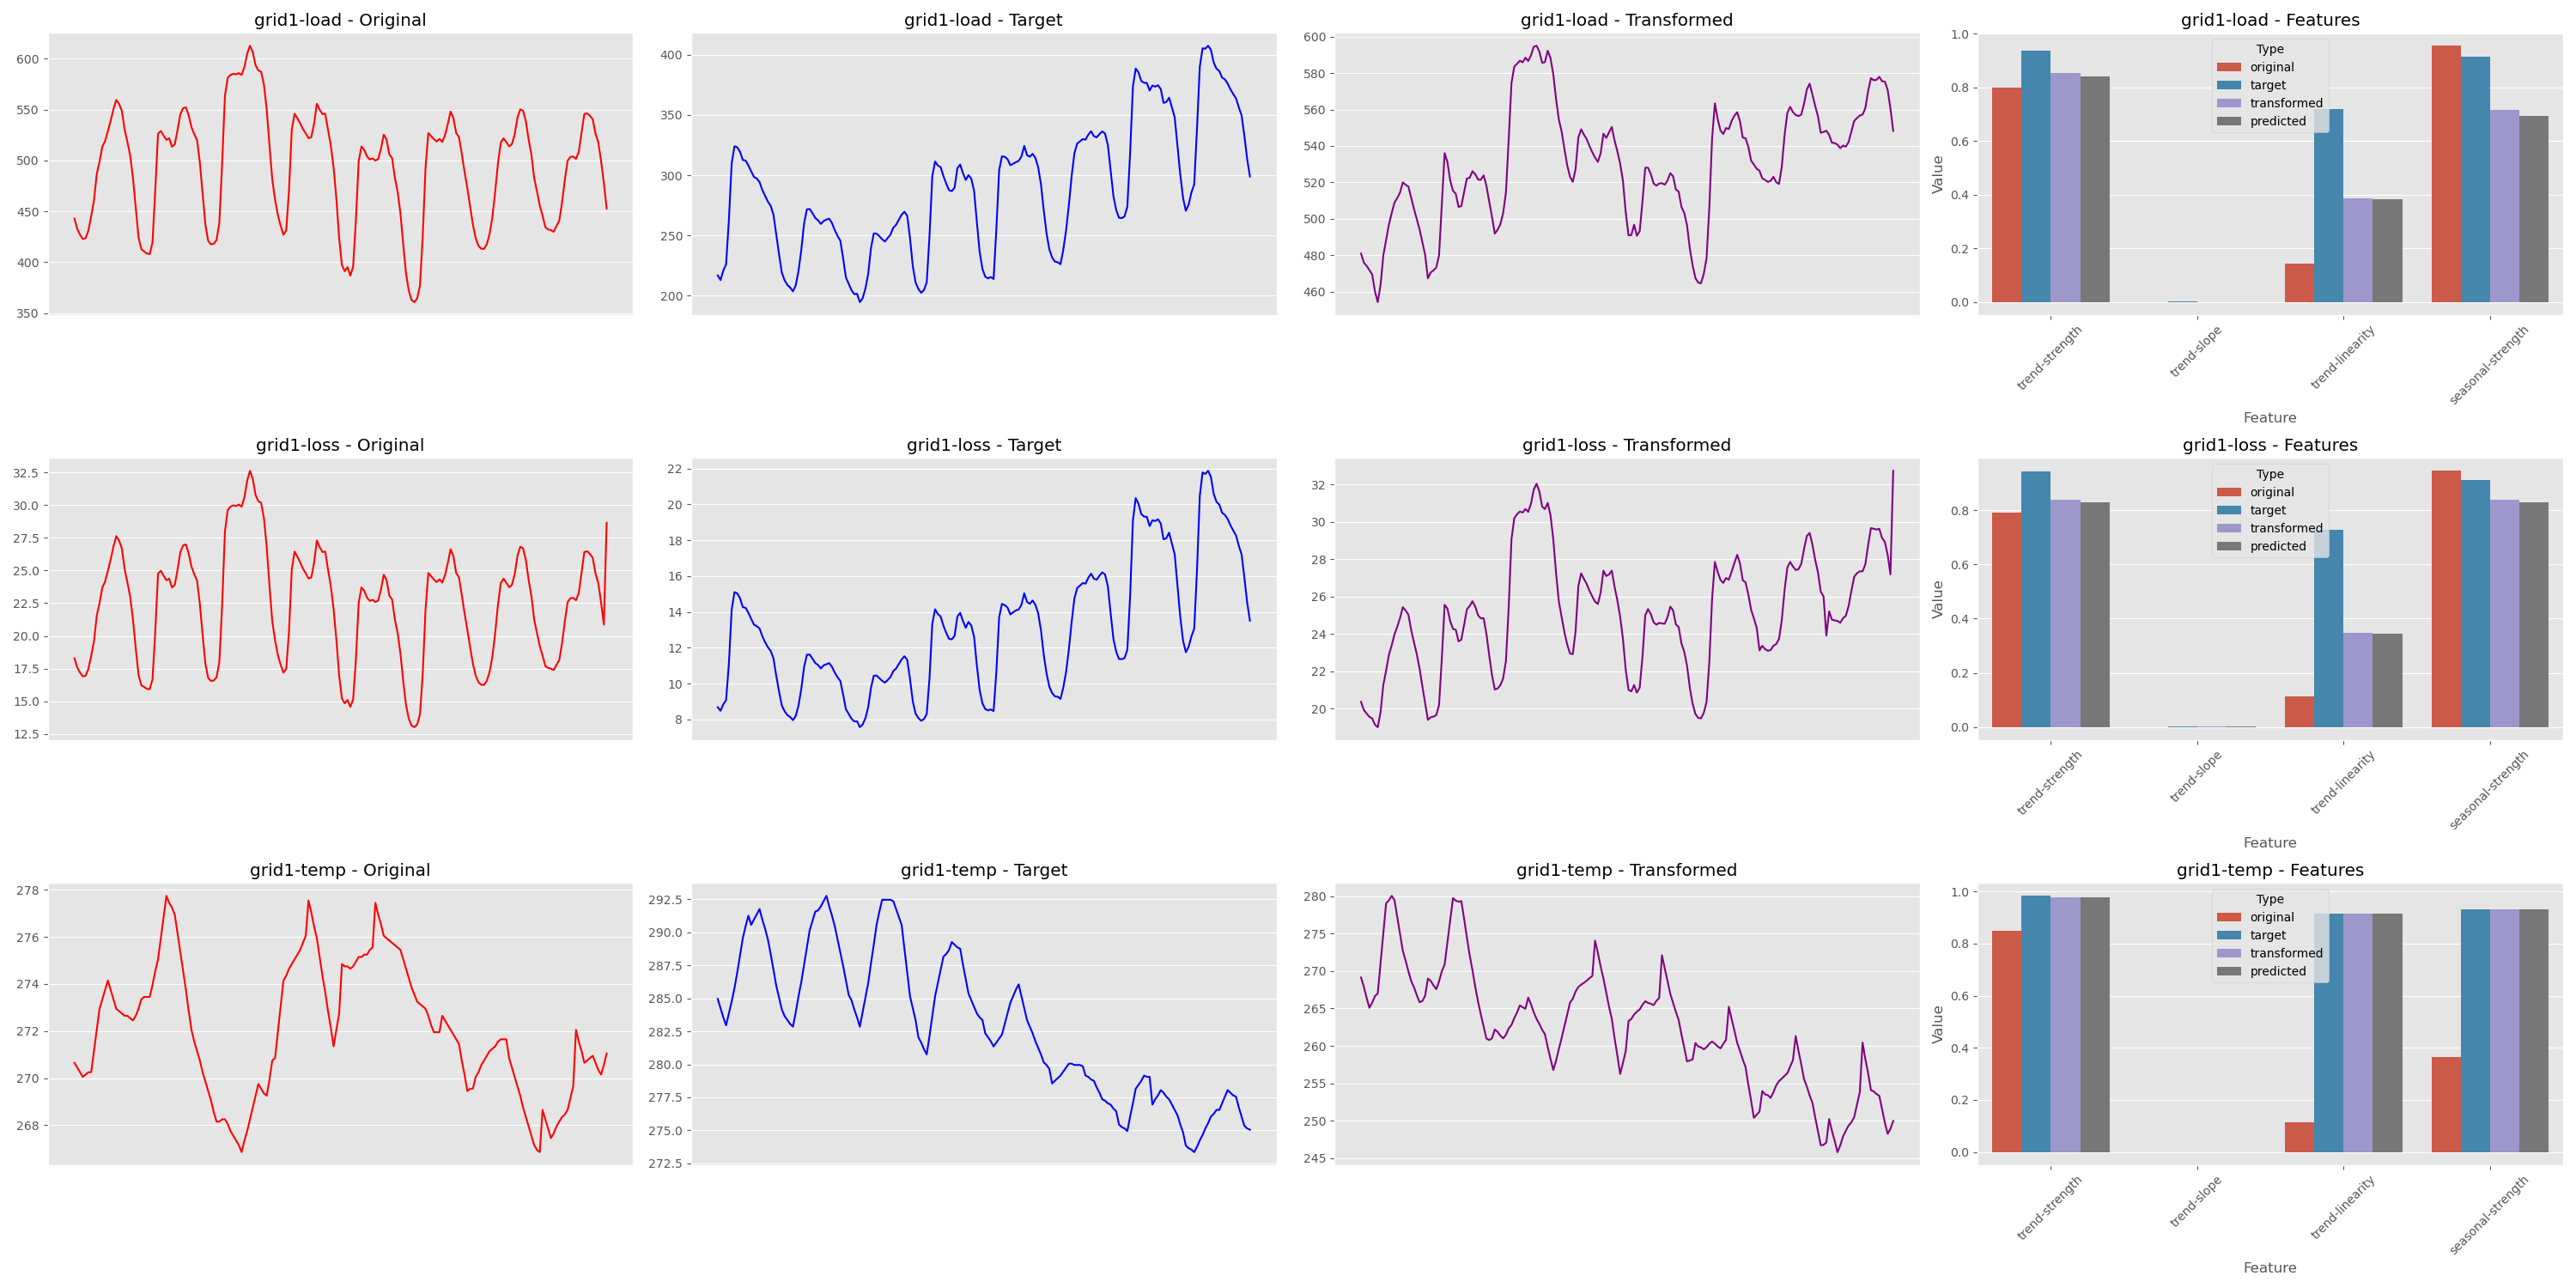 grid1-load - Original
600
550
500
450
400
350
grid1-load - Target
400
350
300
250
200
grid1-load - Transformed
600
580
560
540
520
500
480
460
grid1-load - Features
Value
1.0
0.8
0.6
0.4
0.2
0.0
Type
original
target
transformed
predicted
trend-strength
trend-slope
trend-linearity
seasonal-strength
Feature
grid1-loss - Original
32.5
30.0
27.5
25.0
22.5
20.0
17.5
15.0
12.5
grid1-loss - Target
22
20
18
16
14
12
10
8
grid1-loss - Transformed
32
30
28
26
24
22
20
grid1-loss - Features
Value
0.8
0.6
0.4
0.2
0.0
Type
original
target
transformed
predicted
trend-strength
trend-slope
trend-linearity
seasonal-strength
Feature
grid1-temp - Original
278
276
274
272
270
268
grid1-temp - Target
292.5
290.0
287.5
285.0
282.5
280.0
277.5
275.0
272.5
grid1-temp - Transformed
280
275
270
265
260
255
250
245
grid1-temp - Features
Value
1.0
0.8
0.6
0.4
0.2
0.0
Type
original
target
transformed
predicted
trend-strength
trend-slope
trend-linearity
seasonal-strength
Feature